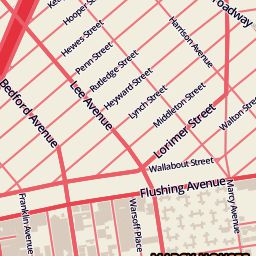 Hooper Street
Hewes Street
Penn Street
Rutledge Street
Heyward Street
Lynch Street
Middleton Street
Harrison Avenue
Lee Avenue
Bedford Avenue
Lorimer Street
Walton Street
Wallabout Street
Flushing Avenue
Franklin Avenue
Warsoff Place
Marcy Avenue